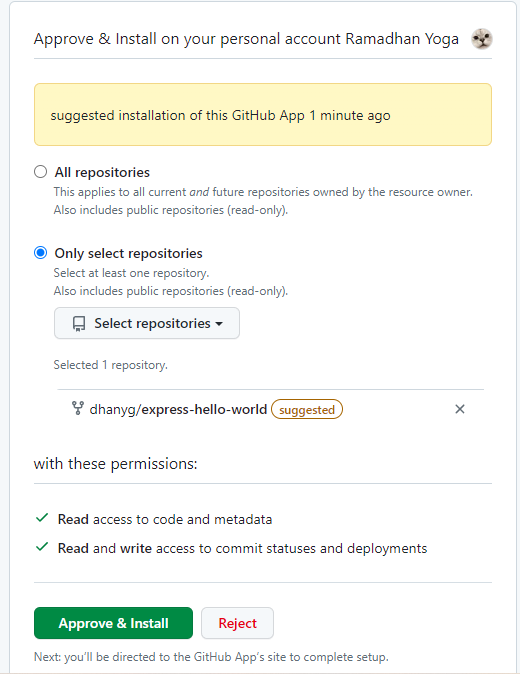 Approve & Install on your personal account Ramadhan Yoga
suggested installation of this GitHub App 1 minute ago
All repositories
This applies to all current and future repositories owned by the resource owner.
Also includes public repositories (read-only).
Only select repositories
Select at least one repository.
Also includes public repositories (read-only).
Select repositories
Selected 1 repository.
dhanyg/express-hello-world suggested
with these permissions:
Read access to code and metadata
Read and write access to commit statuses and deployments
Approve & Install Reject
Next: you'll be directed to the GitHub App's site to complete setup.